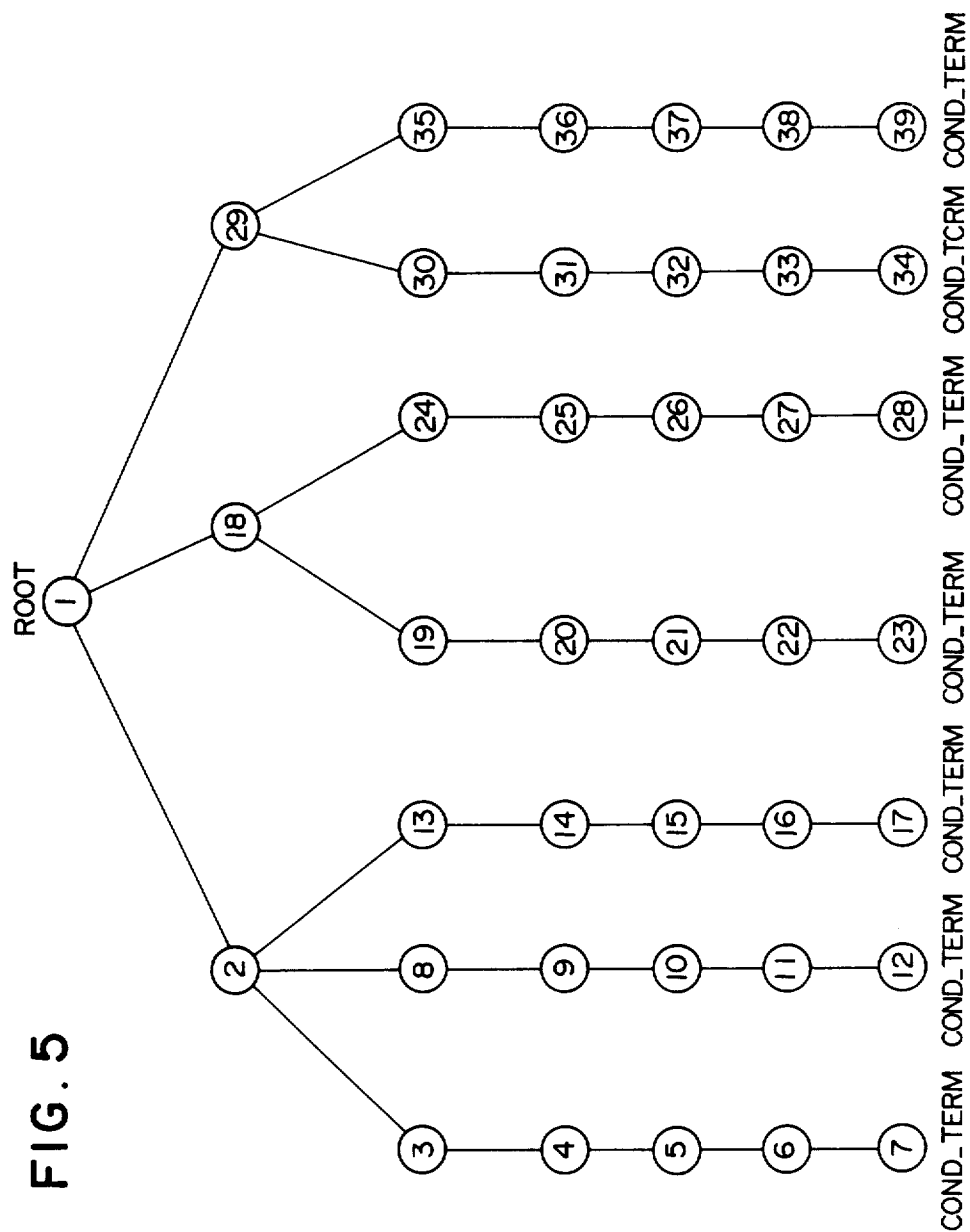 FIG. 5
ROOT
1
2 18 29
3 8 13 19 24 30 35
4 9 14 20 25 31 36
5 10 15 21 26 32 37
6 11 16 22 27 33 38
7 12 17 23 28 34 39
COND_TERM COND_TERM COND_TERM COND_TERM COND_TERM COND_TCRM COND_TERM